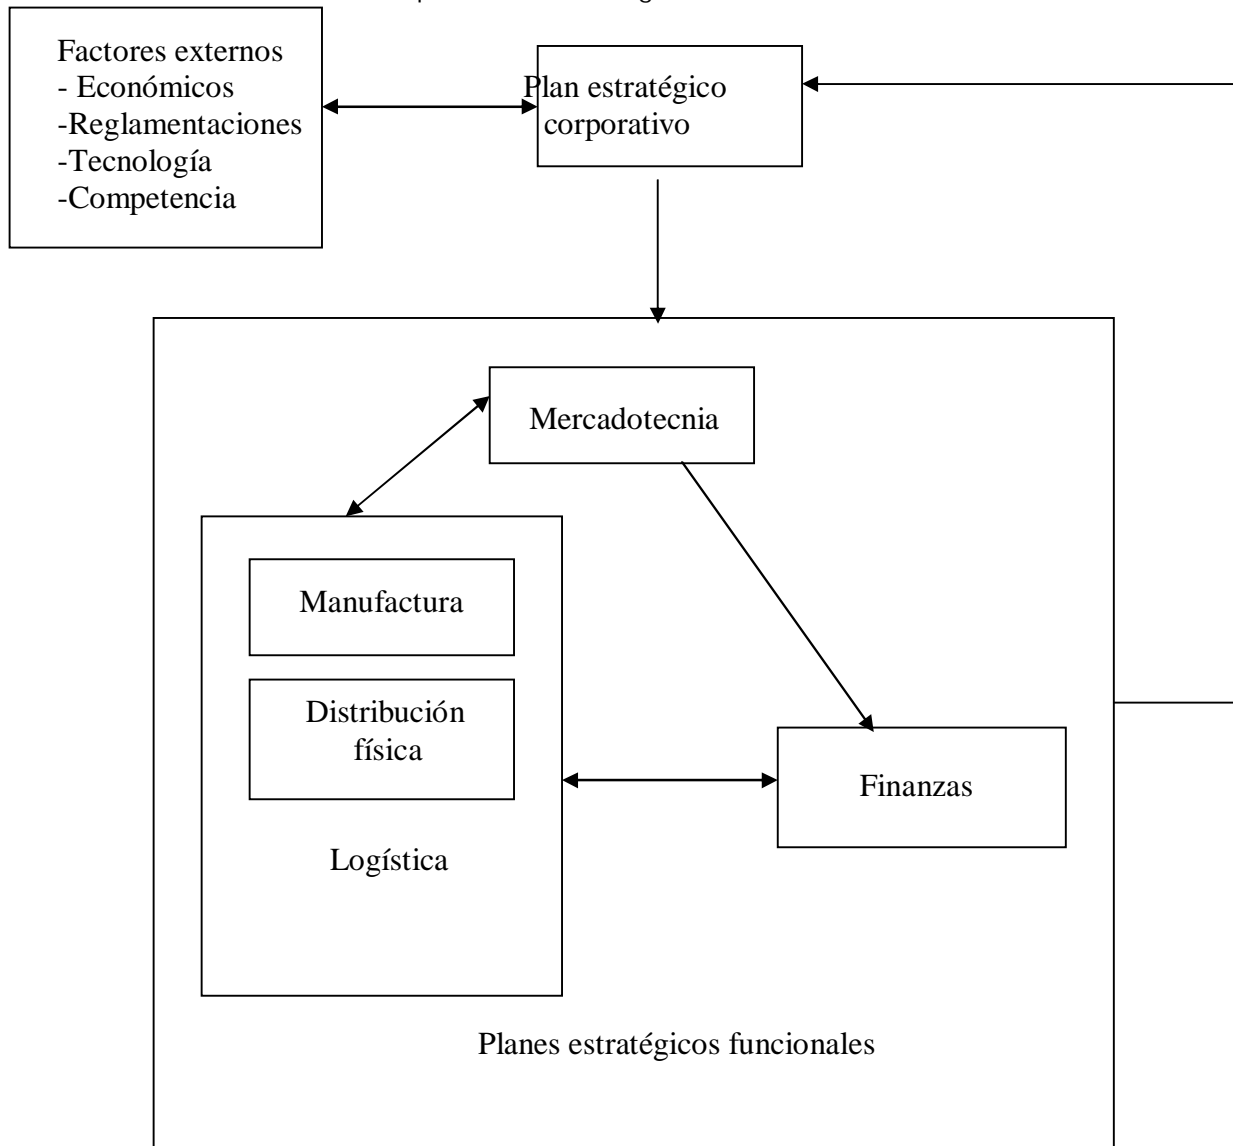 Factores externos
- Económicos
-Reglamentaciones
-Tecnología
-Competencia
Plan estratégico
corporativo
Mercadotecnia
Manufactura
Distribución
física
Logística
Finanzas
Planes estratégicos funcionales